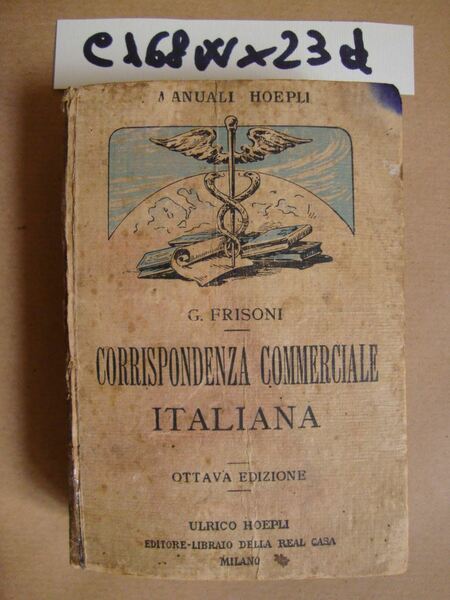 C168WX23d
MANUALI HOEPLI
G. FRISONI
CORRISPONDENZA COMMERCIALE
ITALIANA
OTTAVA EDIZIONE
ULRICO HOEPLI
EDITORE-LIBRAIO DELLA REAL CASA
MILANO